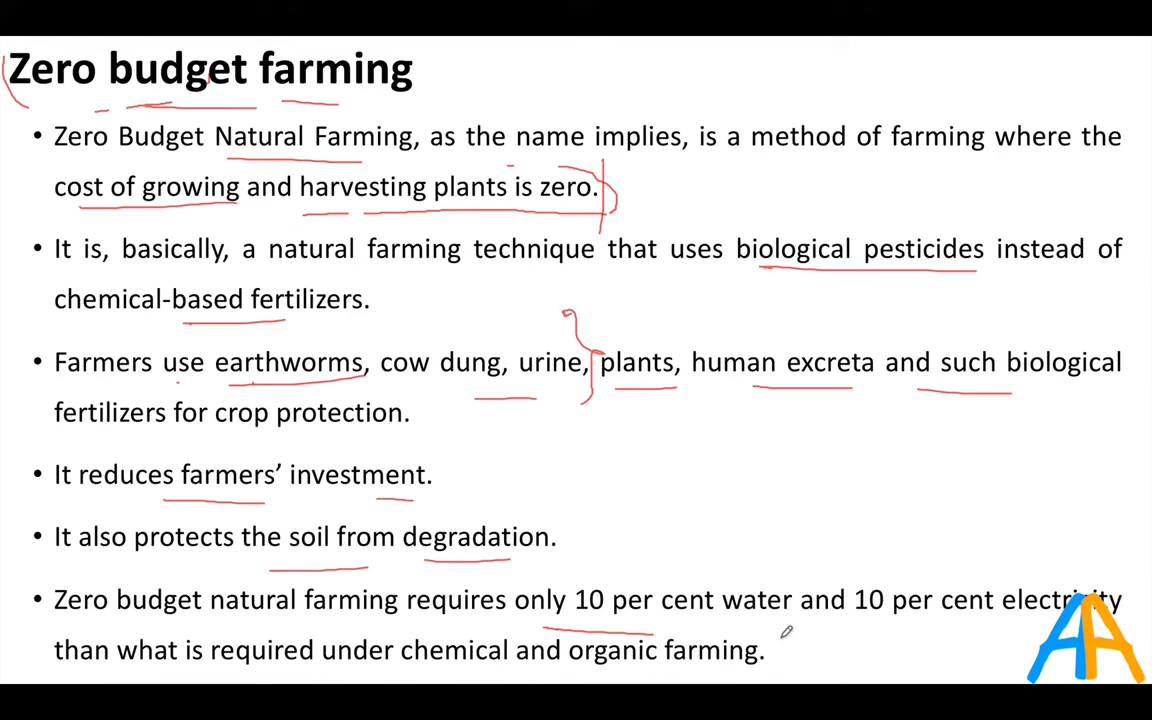 Zero budget farming
• Zero Budget Natural Farming, as the name implies, is a method of farming where the
cost of growing and harvesting plants is zero.
• It is, basically, a natural farming technique that uses biological pesticides instead of
chemical-based fertilizers.
• Farmers use earthworms, cow dung, urine, plants, human excreta and such biological
fertilizers for crop protection.
• It reduces farmers’ investment.
• It also protects the soil from degradation.
• Zero budget natural farming requires only 10 per cent water and 10 per cent electricity
than what is required under chemical and organic farming.
AA